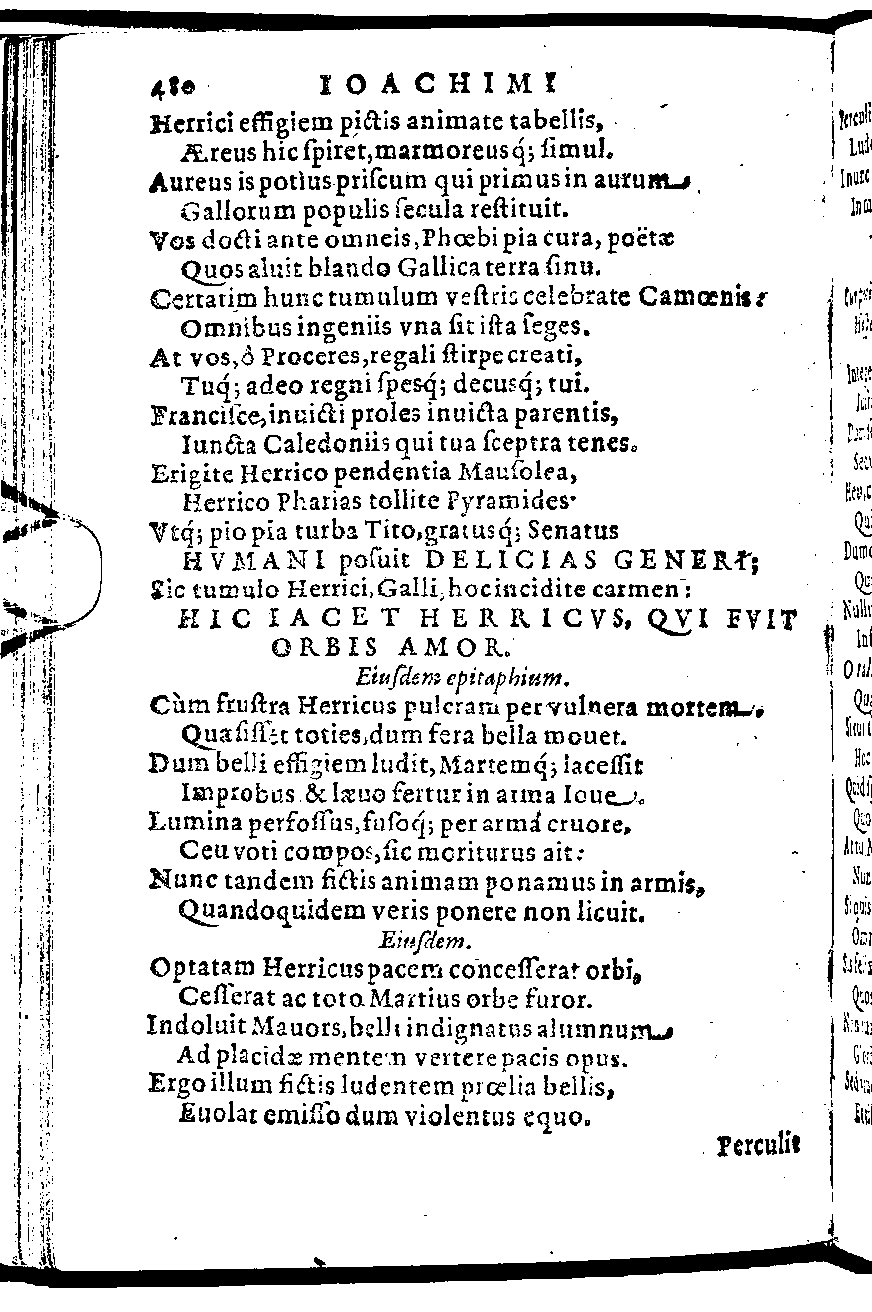 480 IOACHIMI
Herrici effigiem pictis animate tabellis,
Æreus hic ſpiret, marmoreusq́; ſimul.
Aureus is potius priſcum qui primus in aurum
Gallorum populis ſecula reſtituit.
Vos docti ante omneis, Phœbi pia cura, poëtæ
Quos aluit blando Gallica terra ſinu.
Certatim hunc tumulum veſtris celebrate Camœnis:
Omnibus ingeniis vna ſit iſta ſeges.
At vos, ô Proceres, regali ſtirpe creati,
Tuq́; adeo regni ſpesq́; decusq́; tui.
Franciſce, inuicti proles inuicta parentis,
Iuncta Caledoniis qui tua ſceptra tenes.
Erigite Herrico pendentia Mauſolea,
Herrico Pharias tollite Pyramides.
Vtq́; pio pia turba Tito, gratusq́; Senatus
HVMANI poſuit DELICIAS GENERI;
Sic tumulo Herrici, Galli, hoc incidite carmen:
HIC IACET HERRICVS, QVI FVIT
ORBIS AMOR.
Eiuſdem epitaphium.
Cùm fruſtra Herricus pulcram per vulnera mortem,
Quæſiſſet toties, dum fera bella mouet.
Dum belli effigiem ludit, Martemq́; laceſſit
Improbus, & læuo fertur in arma Ioue.
Lumina perfoſſus, fuſoq́; per arma cruore,
Ceu voti compos, ſic moriturus ait:
Nunc tandem fictis animam ponamus in armis,
Quandoquidem veris ponere non licuit.
Eiuſdem.
Optatam Herricus pacem conceſſerat orbi,
Ceſſerat ac toto Martius orbe furor.
Indoluit Mauors, belli indignatus alumnum
Ad placidæ mentem vertere pacis opus.
Ergo illum fictis ludentem prœlia bellis,
Euolat emiſſo dum violentus equo.
Perculit